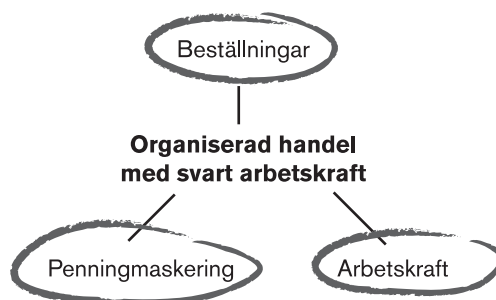 Beställningar
Organiserad handel
med svart arbetskraft
Penningmaskering
Arbetskraft